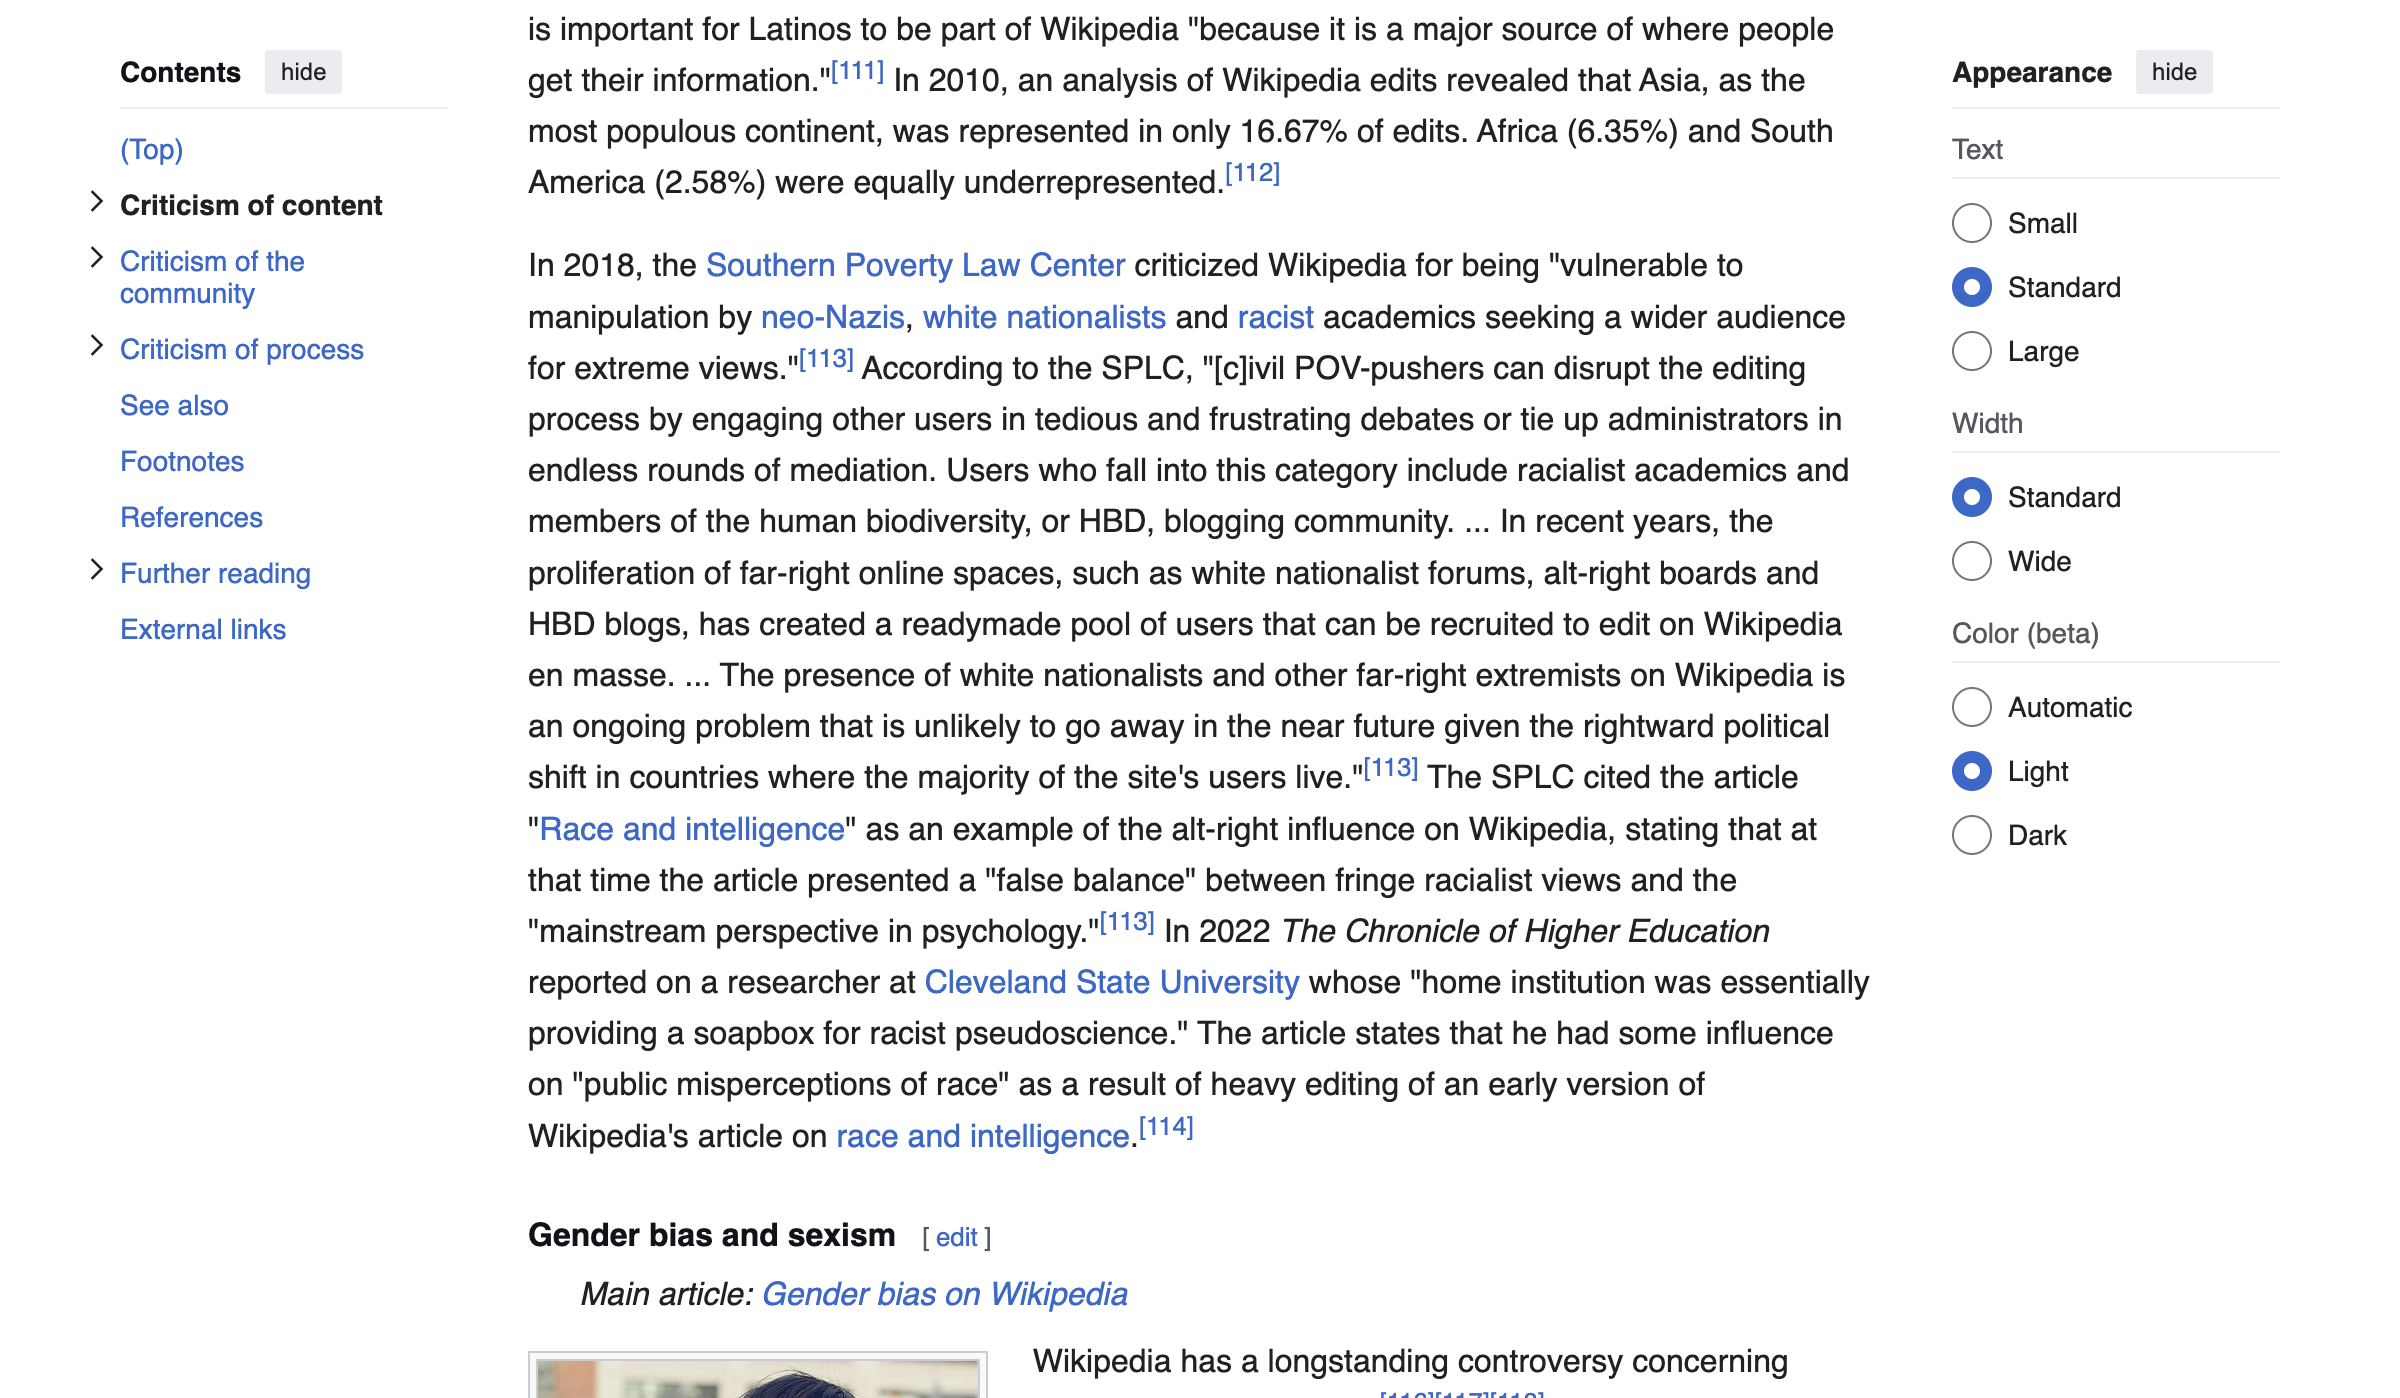 Contents hide
(Top)
Criticism of content
Criticism of the
community
Criticism of process
See also
Footnotes
References
Further reading
External links
is important for Latinos to be part of Wikipedia "because it is a major source of where people
get their information."[111] In 2010, an analysis of Wikipedia edits revealed that Asia, as the
most populous continent, was represented in only 16.67% of edits. Africa (6.35%) and South
America (2.58%) were equally underrepresented.[112]
In 2018, the Southern Poverty Law Center criticized Wikipedia for being "vulnerable to
manipulation by neo-Nazis, white nationalists and racist academics seeking a wider audience
for extreme views."[113] According to the SPLC, "[c]ivil POV-pushers can disrupt the editing
process by engaging other users in tedious and frustrating debates or tie up administrators in
endless rounds of mediation. Users who fall into this category include racialist academics and
members of the human biodiversity, or HBD, blogging community. ... In recent years, the
proliferation of far-right online spaces, such as white nationalist forums, alt-right boards and
HBD blogs, has created a readymade pool of users that can be recruited to edit on Wikipedia
en masse. ... The presence of white nationalists and other far-right extremists on Wikipedia is
an ongoing problem that is unlikely to go away in the near future given the rightward political
shift in countries where the majority of the site's users live."[113] The SPLC cited the article
"Race and intelligence" as an example of the alt-right influence on Wikipedia, stating that at
that time the article presented a "false balance" between fringe racialist views and the
"mainstream perspective in psychology."[113] In 2022 The Chronicle of Higher Education
reported on a researcher at Cleveland State University whose "home institution was essentially
providing a soapbox for racist pseudoscience." The article states that he had some influence
on "public misperceptions of race" as a result of heavy editing of an early version of
Wikipedia's article on race and intelligence.[114]
Gender bias and sexism [ edit ]
Main article: Gender bias on Wikipedia
Wikipedia has a longstanding controversy concerning
Appearance hide
Text
Small
Standard
Large
Width
Standard
Wide
Color (beta)
Automatic
Light
Dark